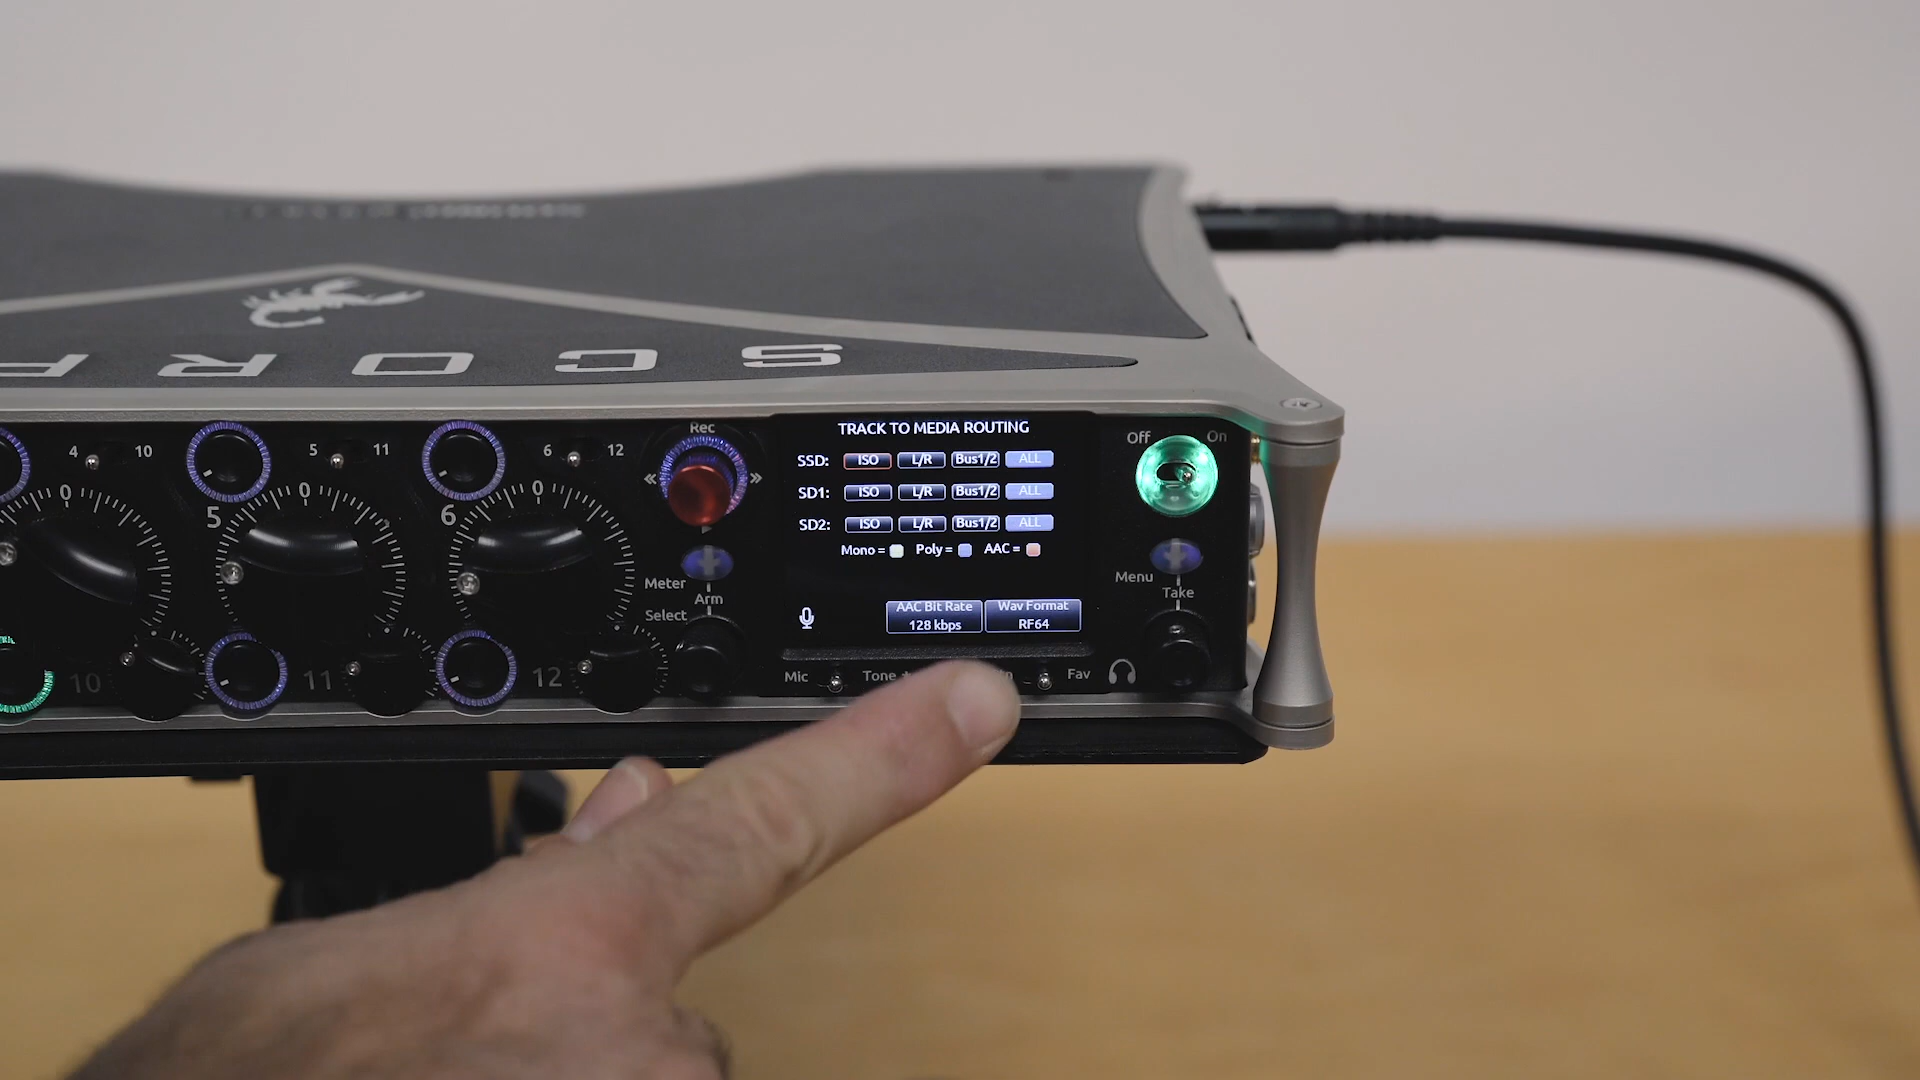 S C O R P
TRACK TO MEDIA ROUTING
SSD: ISO L/R Bus1/2 ALL
SD1: ISO L/R Bus1/2 ALL
SD2: ISO L/R Bus1/2 ALL
Mono = Poly = AAC =
AAC Bit Rate
128 kbps
Wav Format
RF64
4 10
5 11
6 12
0
0
0
5
6
10
11
12
Rec
« »
Meter
Arm
Select
Off On
Menu
Take
Mic
Tone
Fav